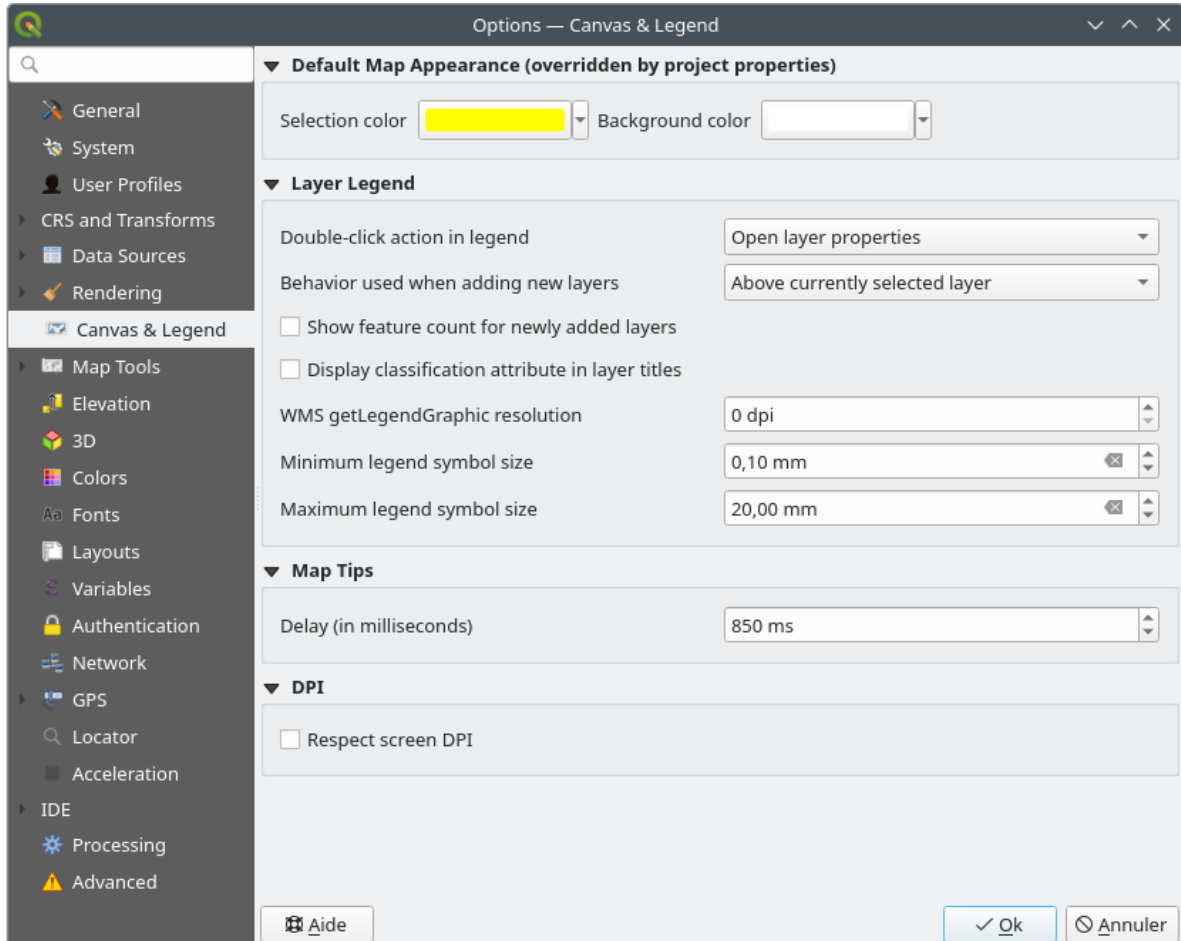 Options — Canvas & Legend
General
System
User Profiles
CRS and Transforms
Data Sources
Rendering
Canvas & Legend
Map Tools
Elevation
3D
Colors
Aa Fonts
Layouts
ε Variables
Authentication
Network
GPS
Locator
Acceleration
IDE
Processing
Advanced
Default Map Appearance (overridden by project properties)
Selection color Background color
Layer Legend
Double-click action in legend Open layer properties
Behavior used when adding new layers Above currently selected layer
Show feature count for newly added layers
Display classification attribute in layer titles
WMS getLegendGraphic resolution 0 dpi
Minimum legend symbol size 0,10 mm
Maximum legend symbol size 20,00 mm
Map Tips
Delay (in milliseconds) 850 ms
DPI
Respect screen DPI
Aide Ok Annuler